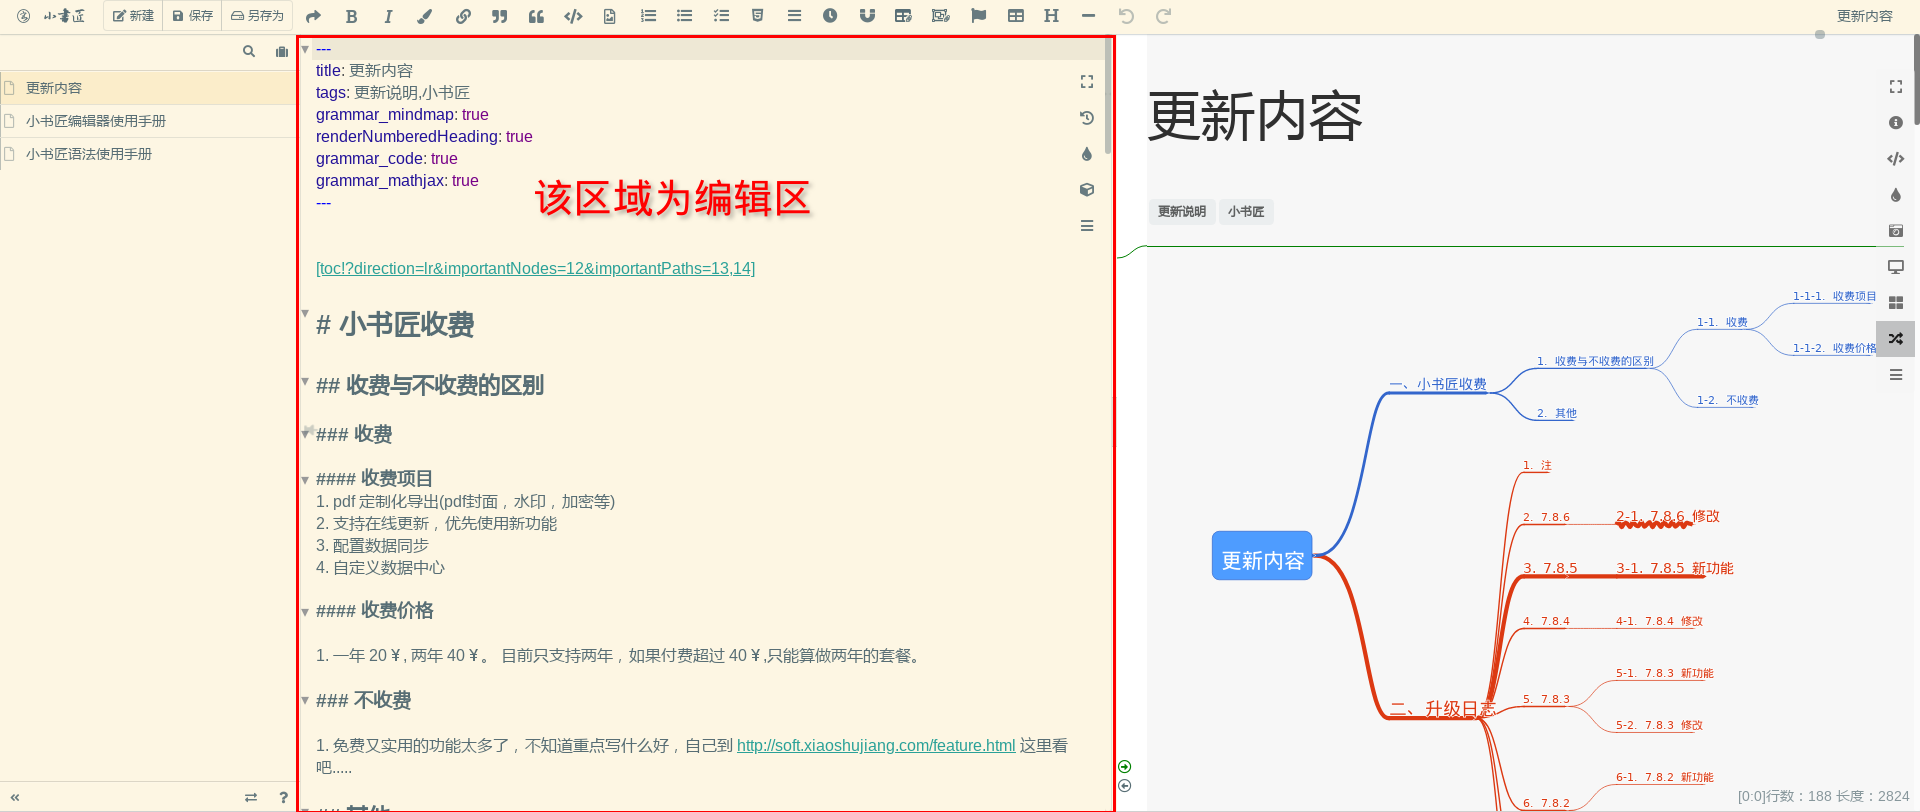 小书匠 新建 保存 另存为 更新内容
更新内容
小书匠编辑器使用手册
小书匠语法使用手册
---
title: 更新内容
tags: 更新说明,小书匠
grammar_mindmap: true
renderNumberedHeading: true
grammar_code: true
grammar_mathjax: true
---
该区域为编辑区
[toc!?direction=lr&importantNodes=12&importantPaths=13,14]
# 小书匠收费
## 收费与不收费的区别
### 收费
#### 收费项目
1. pdf 定制化导出(pdf封面，水印，加密等)
2. 支持在线更新，优先使用新功能
3. 配置数据同步
4. 自定义数据中心
#### 收费价格
1. 一年 20 ¥ , 两年 40 ¥ 。 目前只支持两年，如果付费超过 40 ¥ ,只能算做两年的套餐。
### 不收费
1. 免费又实用的功能太多了，不知道重点写什么好，自己到 http://soft.xiaoshujiang.com/feature.html 这里看
吧.....
## 其他
更新内容
更新说明 小书匠
更新内容
一、小书匠收费
1. 收费与不收费的区别
1-1. 收费
1-1-1. 收费项目
1-1-2. 收费价格
1-2. 不收费
2. 其他
二、升级日志
1. 注
2. 7.8.6
2-1. 7.8.6 修改
3. 7.8.5
3-1. 7.8.5 新功能
4. 7.8.4
4-1. 7.8.4 修改
5. 7.8.3
5-1. 7.8.3 新功能
5-2. 7.8.3 修改
6. 7.8.2
6-1. 7.8.2 新功能
[0:0]行数：188 长度：2824